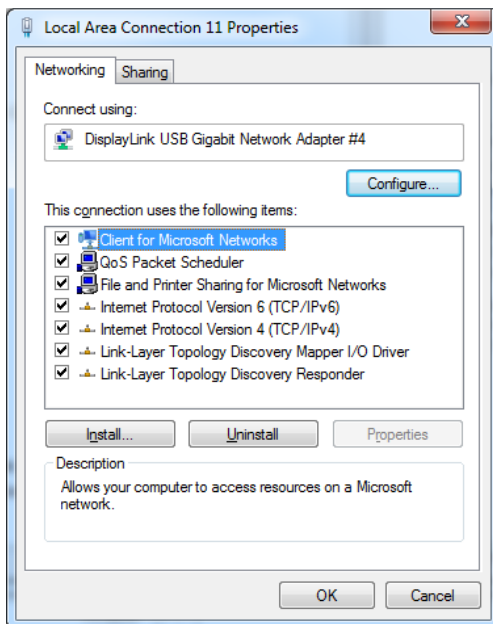 Local Area Connection 11 Properties
Networking
Sharing
Connect using:
DisplayLink USB Gigabit Network Adapter #4
Configure...
This connection uses the following items:
Client for Microsoft Networks
QoS Packet Scheduler
File and Printer Sharing for Microsoft Networks
Internet Protocol Version 6 (TCP/IPv6)
Internet Protocol Version 4 (TCP/IPv4)
Link-Layer Topology Discovery Mapper I/O Driver
Link-Layer Topology Discovery Responder
Install...
Uninstall
Properties
Description
Allows your computer to access resources on a Microsoft
network.
OK
Cancel